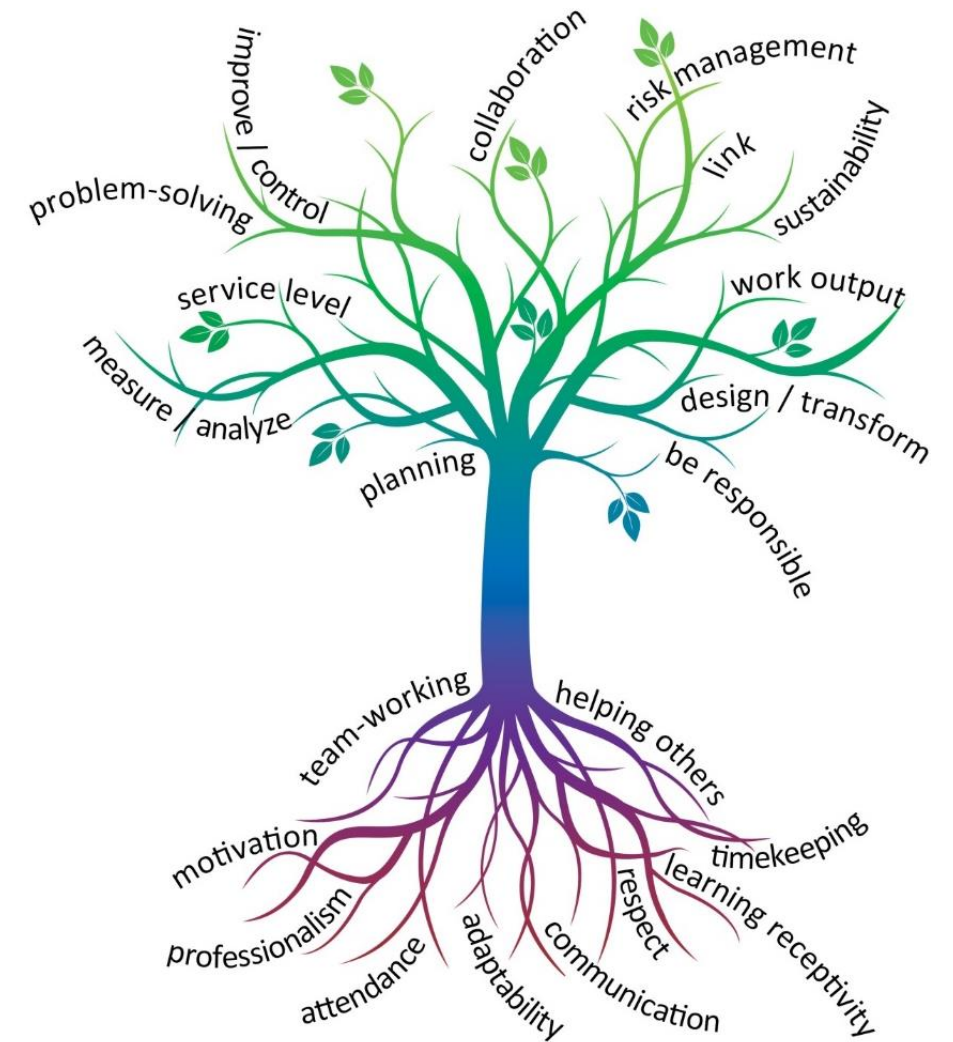 improve / control
collaboration
risk management
link
sustainability
problem-solving
service level
work output
measure / analyze
design / transform
planning
be responsible
team-working
helping others
motivation
timekeeping
professionalism
learning receptivity
respect
attendance
adaptability
communication